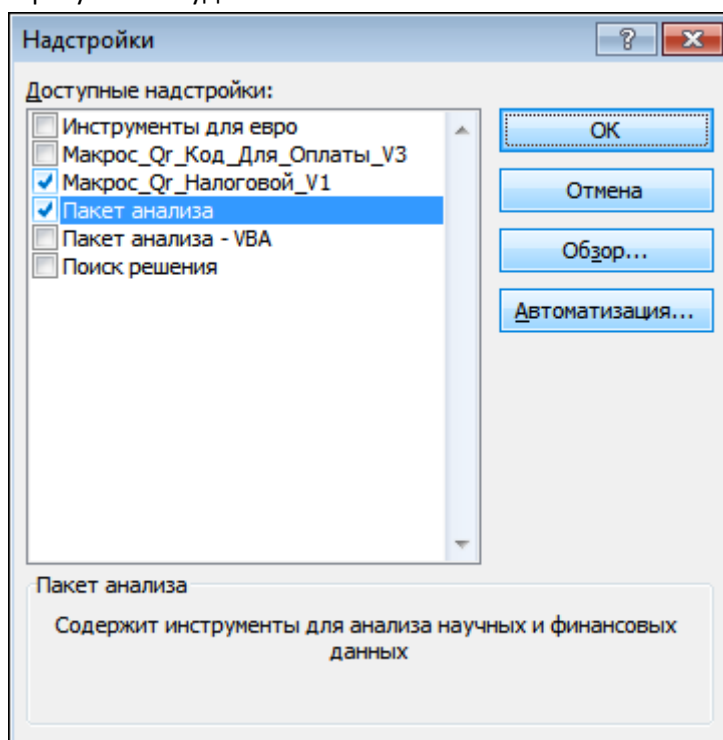 Надстройки
Доступные надстройки:
Инструменты для евро
Макрос_Qr_Код_Для_Оплаты_V3
Макрос_Qr_Налоговой_V1
Пакет анализа
Пакет анализа - VBA
Поиск решения
ОК
Отмена
Обзор...
Автоматизация...
Пакет анализа
Содержит инструменты для анализа научных и финансовых
данных